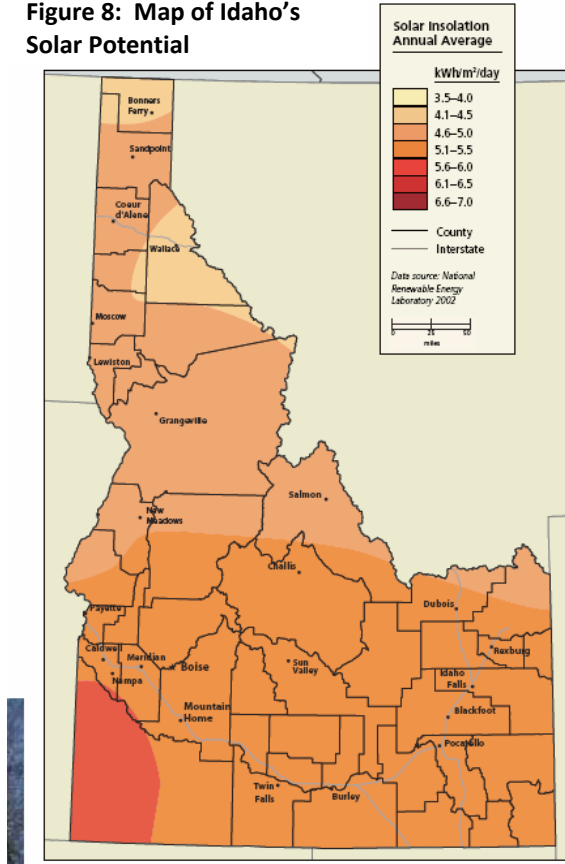 Figure 8: Map of Idaho's
Solar Potential
Solar Insolation
Annual Average
kWh/m²/day
3.5–4.0
4.1–4.5
4.6–5.0
5.1–5.5
5.6–6.0
6.1–6.5
6.6–7.0
County
Interstate
Data source: National
Renewable Energy
Laboratory 2002
0 25 50
miles
Bonners
Ferry
Sandpoint
Coeur
d'Alene
Wallace
Moscow
Lewiston
Grangeville
Salmon
New
Meadows
Challis
Dubois
Payette
Rexburg
Caldwell
Meridian
Boise
Sun
Valley
Idaho
Falls
Nampa
Mountain
Home
Blackfoot
Pocatello
Twin
Falls
Burley